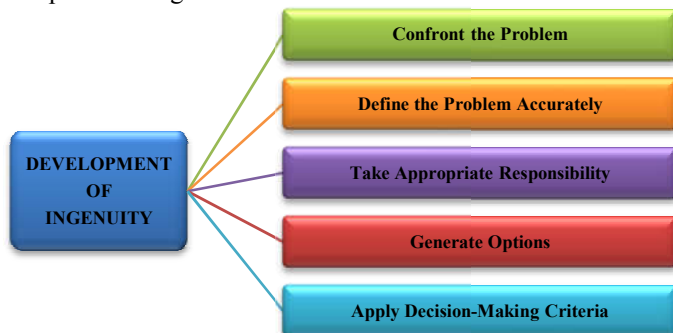 Confront the Problem
Define the Problem Accurately
DEVELOPMENT
OF
INGENUITY
Take Appropriate Responsibility
Generate Options
Apply Decision-Making Criteria